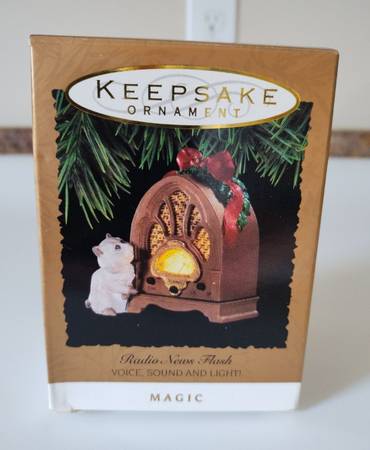 KEEPSAKE
ORNAMENT
Radio News Flash
VOICE, SOUND AND LIGHT!
MAGIC